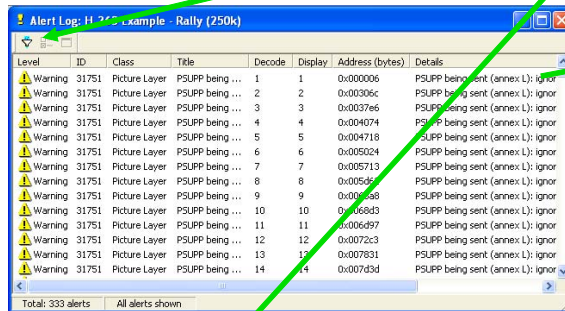 Alert Log: H.263 Example - Rally (250k)
Level ID Class Title Decode Display Address (bytes) Details
Warning 31751 Picture Layer PSUPP being ... 1 1 0x000006 PSUPP being sent (annex L): ignor
Warning 31751 Picture Layer PSUPP being ... 2 2 0x00306c PSUPP being sent (annex L): ignor
Warning 31751 Picture Layer PSUPP being ... 3 3 0x0037e6 PSUPP being sent (annex L): ignor
Warning 31751 Picture Layer PSUPP being ... 4 4 0x004074 PSUPP being sent (annex L): ignor
Warning 31751 Picture Layer PSUPP being ... 5 5 0x004718 PSUPP being sent (annex L): ignor
Warning 31751 Picture Layer PSUPP being ... 6 6 0x005024 PSUPP being sent (annex L): ignor
Warning 31751 Picture Layer PSUPP being ... 7 7 0x005713 PSUPP being sent (annex L): ignor
Warning 31751 Picture Layer PSUPP being ... 8 8 PSUPP being sent (annex L): ignor
Warning 31751 Picture Layer PSUPP being ... 9 9 PSUPP being sent (annex L): ignor
Warning 31751 Picture Layer PSUPP being ... 10 10 0x0068d3 PSUPP being sent (annex L): ignor
Warning 31751 Picture Layer PSUPP being ... 11 11 0x006d97 PSUPP being sent (annex L): ignor
Warning 31751 Picture Layer PSUPP being ... 12 12 0x0072c3 PSUPP being sent (annex L): ignor
Warning 31751 Picture Layer PSUPP being ... 13 13 0x007831 PSUPP being sent (annex L): ignor
Warning 31751 Picture Layer PSUPP being ... 14 14 0x007d3d PSUPP being sent (annex L): ignor
Total: 333 alerts All alerts shown